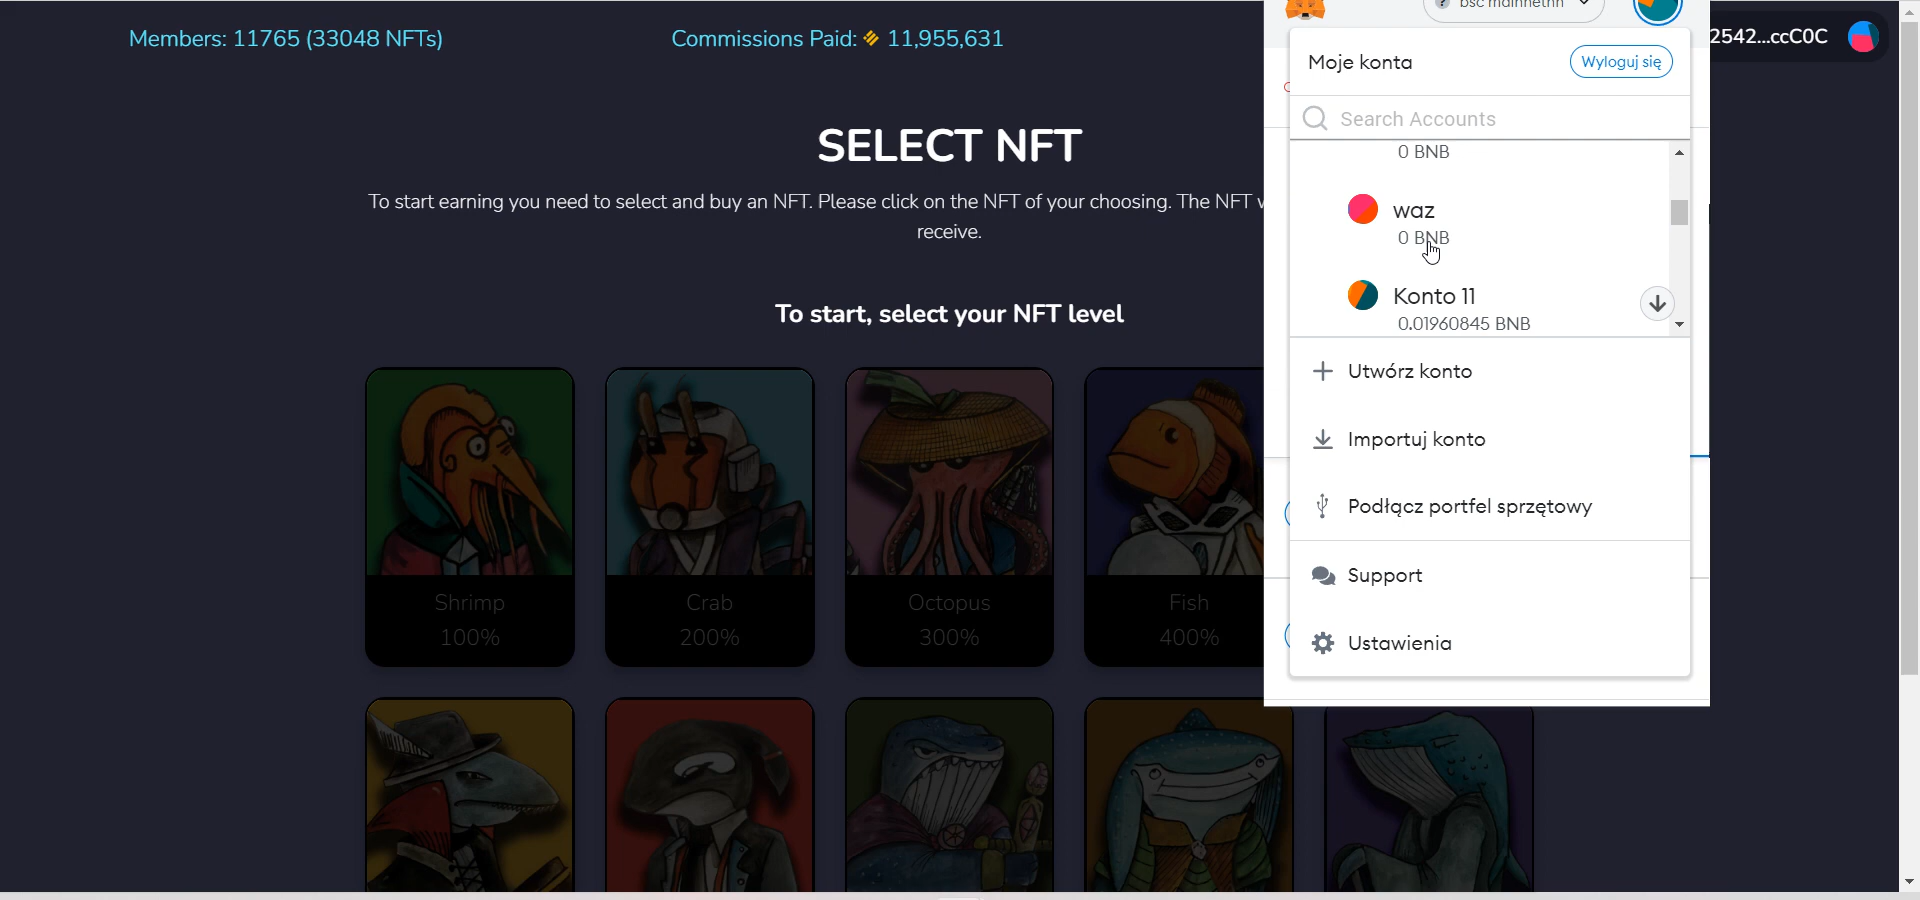 Members: 11765 (33048 NFTs)
Commissions Paid: 11,955,631
bsc mainnethh
2542...ccC0C
Moje konta
Wyloguj się
Search Accounts
0 BNB
waz
0 BNB
Konto 11
0.01960845 BNB
Utwórz konto
Importuj konto
Podłącz portfel sprzętowy
Support
Ustawienia
SELECT NFT
To start earning you need to select and buy an NFT. Please click on the NFT of your choosing. The NFT
receive.
To start, select your NFT level
Shrimp
100%
Crab
200%
Octopus
300%
Fish
400%